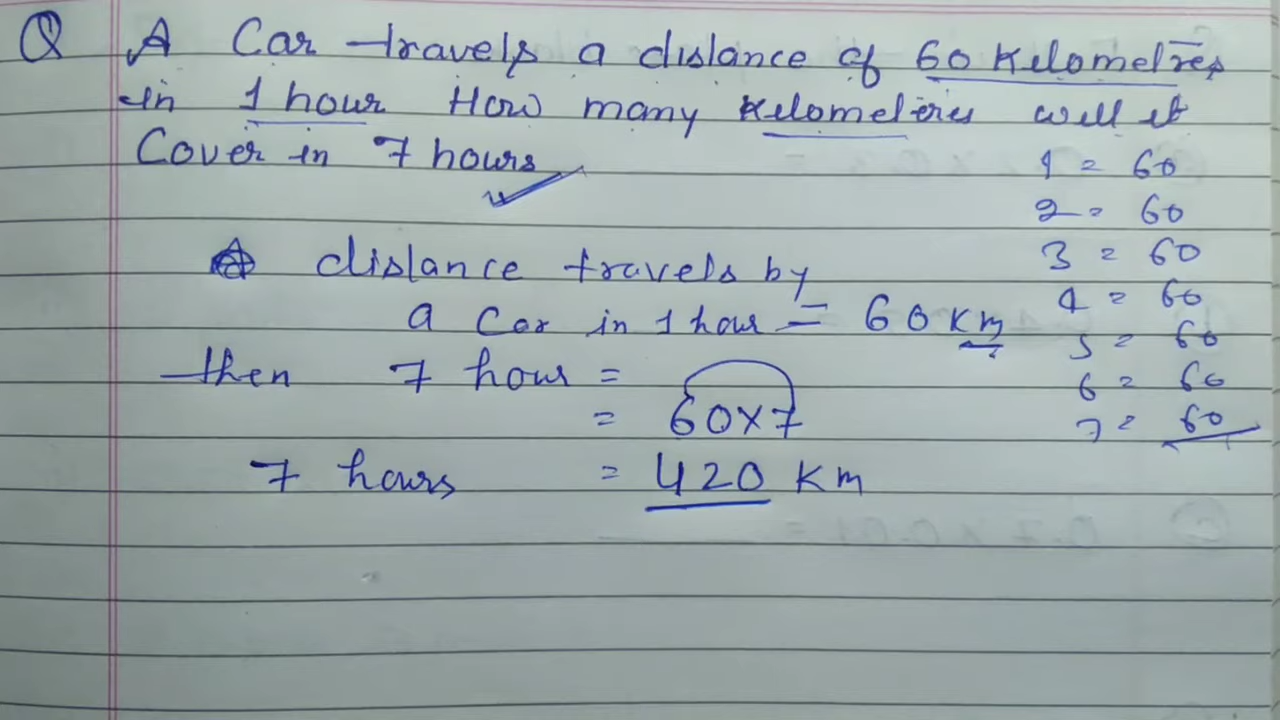 Q A Car travels a distance of 60 Kilometres
in 1 hour How many Kilometres will it
Cover in 7 hours
distance travels by
a Car in 1 hour = 60 Km
then 7 hour =
= 60x7
7 hours = 420 Km
1 = 60
2 = 60
3 = 60
4 = 60
5 = 60
6 = 60
7 = 60